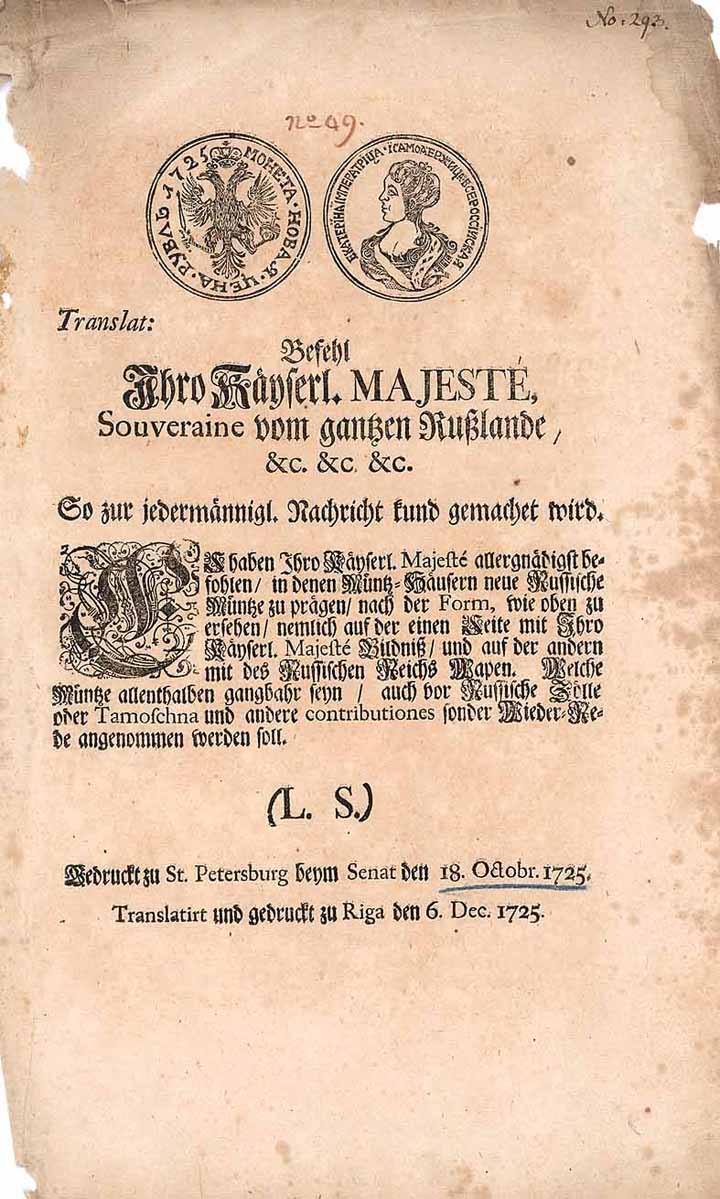 No: 293.
no 49.
1725 МОНЕТА · НОВАЯ · ЦЕНА · РУБЛЬ
ЕКАТЕРIНА IМПЕРАТРIЦА · IСАМОДЕРЖIЦА ВСЕРОССIИСКАЯ
Translat:
Befehl
Ihro Käyserl. MAJESTÉ,
Souveraine vom gantzen Rußlande /
&c. &c. &c.
So zur jedermännigl. Nachricht kund gemachet wird.
ES haben Ihro Käyserl. Majesté allergnädigst be-
fohlen / in denen Müntz-Häusern neue Russische
Müntze zu prägen / nach der Form, wie oben zu
ersehen / nemlich auf der einen Seite mit Ihro
Käyserl. Majesté Bildniß / und auf der andern
mit des Russischen Reichs Wapen. Welche
Müntze allenthalben gangbahr seyn / auch vor Russische Zölle
oder Tamoschna und andere contributiones sonder Wieder-Re-
de angenommen werden soll.
(L. S.)
Gedruckt zu St. Petersburg beym Senat den 18. Octobr. 1725.
Translatirt und gedruckt zu Riga den 6. Dec. 1725.